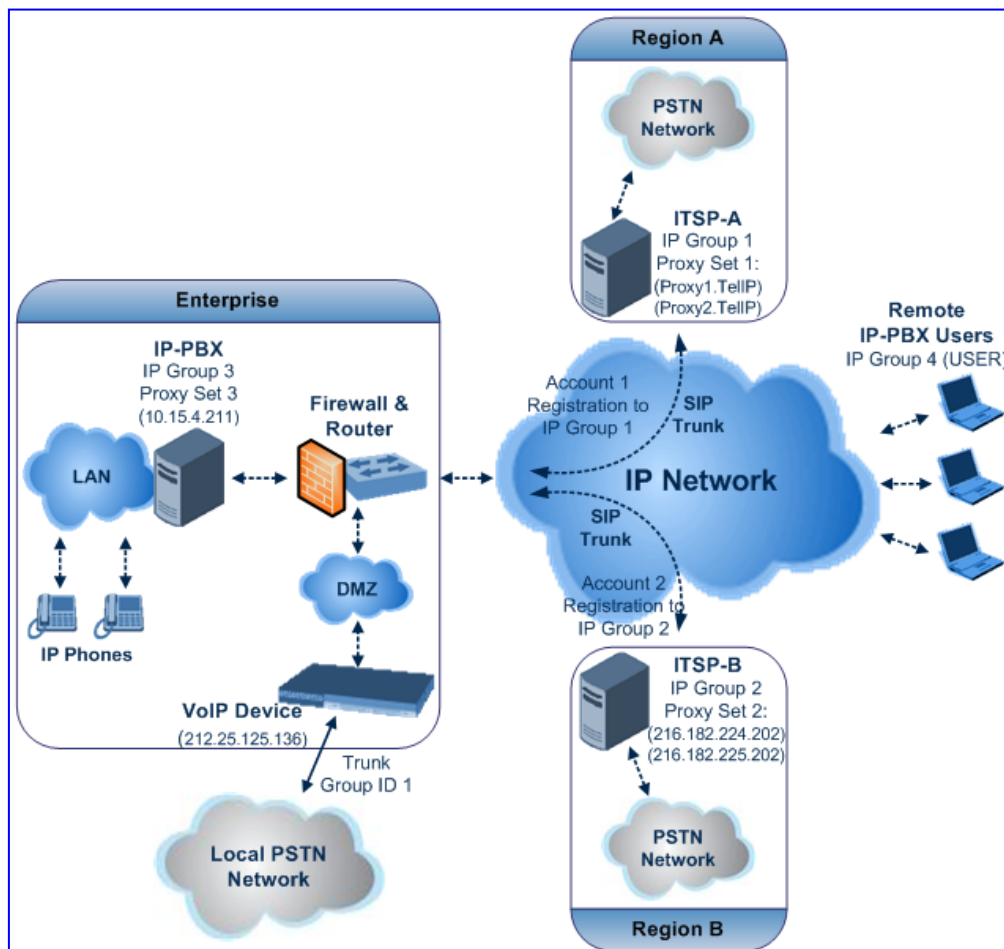 Region A
PSTN
Network
ITSP-A
IP Group 1
Proxy Set 1:
(Proxy1.TelIP)
(Proxy2.TelIP)
Enterprise
IP-PBX
IP Group 3
Proxy Set 3
(10.15.4.211)
Firewall &
Router
LAN
DMZ
IP Phones
VoIP Device
(212.25.125.136)
Trunk
Group ID 1
Local PSTN
Network
Account 1
Registration to
IP Group 1
SIP
Trunk
IP Network
SIP
Trunk
Account 2
Registration to
IP Group 2
Remote
IP-PBX Users
IP Group 4 (USER)
ITSP-B
IP Group 2
Proxy Set 2:
(216.182.224.202)
(216.182.225.202)
PSTN
Network
Region B